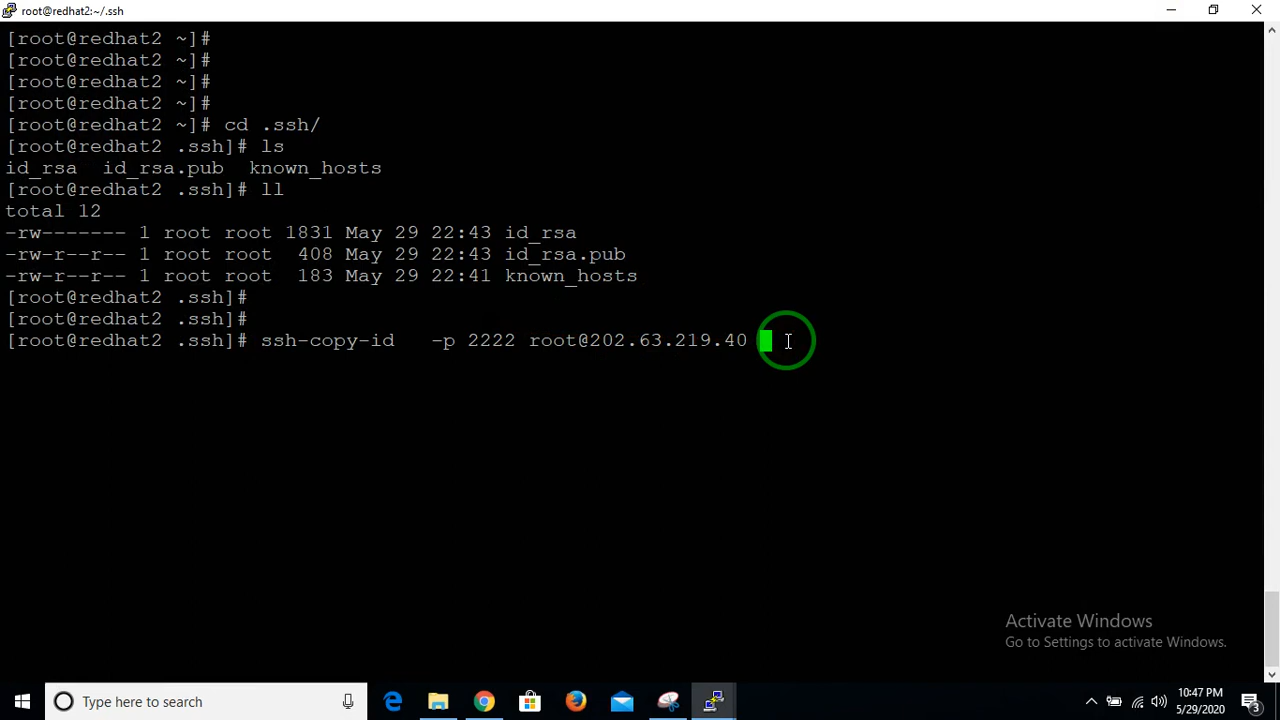 root@redhat2:~/.ssh
[root@redhat2 ~]#
[root@redhat2 ~]#
[root@redhat2 ~]#
[root@redhat2 ~]#
[root@redhat2 ~]# cd .ssh/
[root@redhat2 .ssh]# ls
id_rsa  id_rsa.pub  known_hosts
[root@redhat2 .ssh]# ll
total 12
-rw------- 1 root root 1831 May 29 22:43 id_rsa
-rw-r--r-- 1 root root  408 May 29 22:43 id_rsa.pub
-rw-r--r-- 1 root root  183 May 29 22:41 known_hosts
[root@redhat2 .ssh]#
[root@redhat2 .ssh]#
[root@redhat2 .ssh]# ssh-copy-id   -p 2222 root@202.63.219.40
Activate Windows
Go to Settings to activate Windows.
Type here to search
10:47 PM
5/29/2020
3